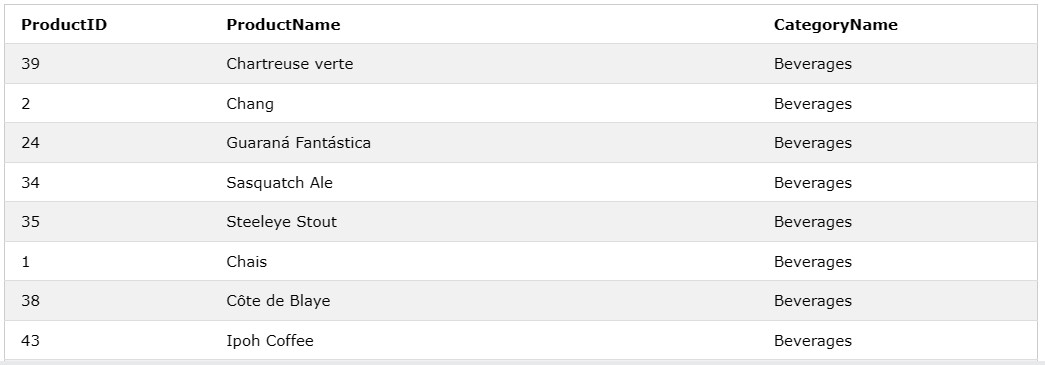 ProductID ProductName CategoryName
39 Chartreuse verte Beverages
2 Chang Beverages
24 Guaraná Fantástica Beverages
34 Sasquatch Ale Beverages
35 Steeleye Stout Beverages
1 Chais Beverages
38 Côte de Blaye Beverages
43 Ipoh Coffee Beverages